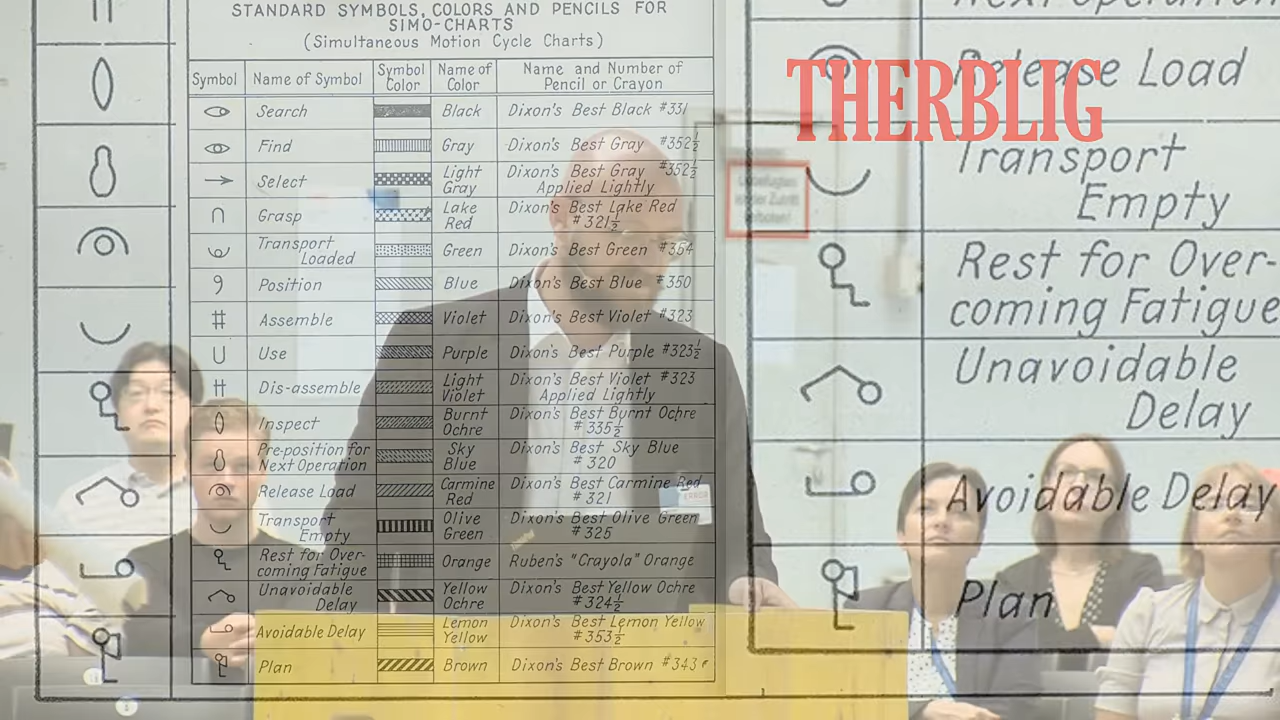 STANDARD SYMBOLS, COLORS AND PENCILS FOR
SIMO-CHARTS
(Simultaneous Motion Cycle Charts)
Symbol Name of Symbol Symbol Color Name of Color Name and Number of Pencil or Crayon
Search Black Dixon's Best Black #331
Find Gray Dixon's Best Gray #352½
Select Light Gray Dixon's Best Gray #352½ Applied Lightly
Grasp Lake Red Dixon's Best Lake Red #321½
Transport Loaded Green Dixon's Best Green #354
Position Blue Dixon's Best Blue #350
Assemble Violet Dixon's Best Violet #323
Use Purple Dixon's Best Purple #323½
Dis-assemble Light Violet Dixon's Best Violet #323 Applied Lightly
Inspect Burnt Ochre Dixon's Best Burnt Ochre #335½
Pre-position for Next Operation Sky Blue Dixon's Best Sky Blue #320
Release Load Carmine Red Dixon's Best Carmine Red #321
Transport Empty Olive Green Dixon's Best Olive Green #325
Rest for Over-coming Fatigue Orange Ruben's "Crayola" Orange
Unavoidable Delay Yellow Ochre Dixon's Best Yellow Ochre #324½
Avoidable Delay Lemon Yellow Dixon's Best Lemon Yellow #353½
Plan Brown Dixon's Best Brown #343
Next Operation
THERBLIG
Release Load
Transport
Empty
Rest for Over-
coming Fatigue
Unavoidable
Delay
Avoidable Delay
Plan